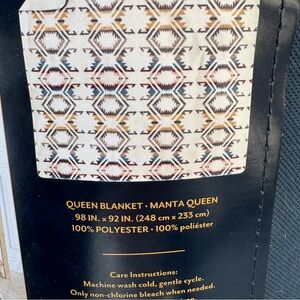 QUEEN BLANKET • MANTA QUEEN
98 IN. x 92 IN. (248 cm x 233 cm)
100% POLYESTER • 100% poliéster
Care Instructions:
Machine wash cold, gentle cycle.
Only non-chlorine bleach when needed.